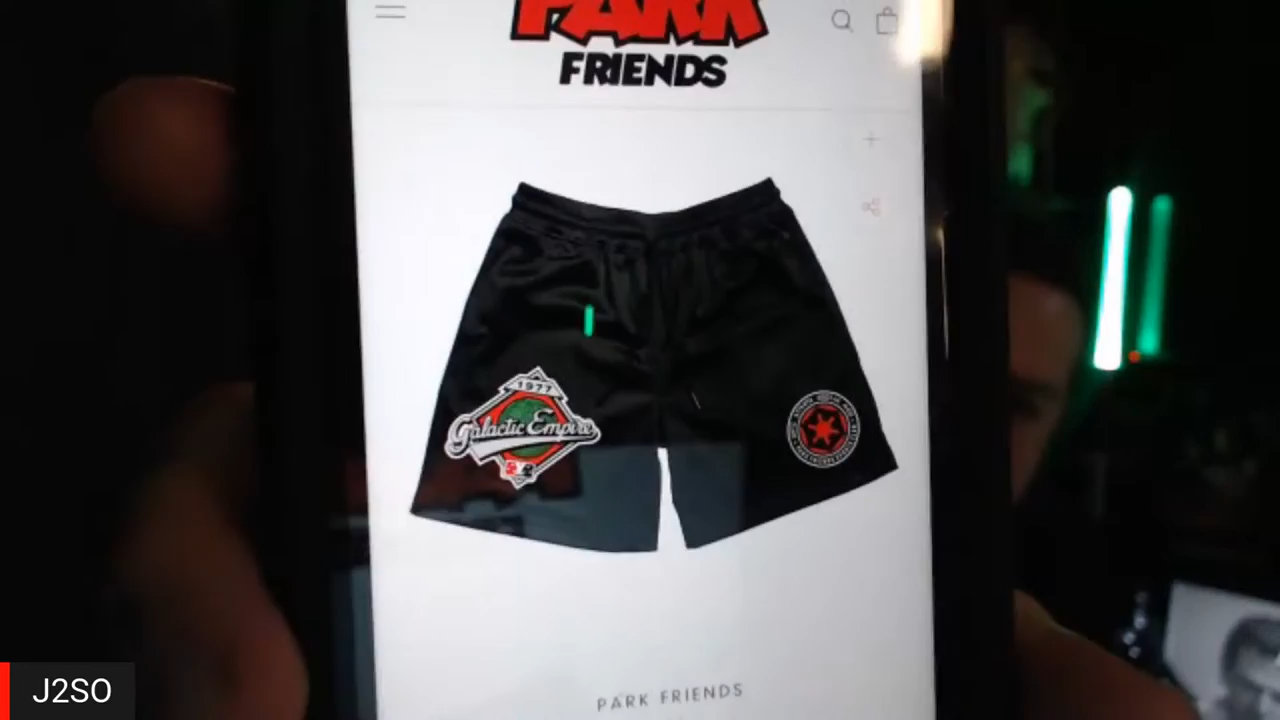 PARK
FRIENDS
1977
Galactic Empire
PARK FRIENDS
J2SO